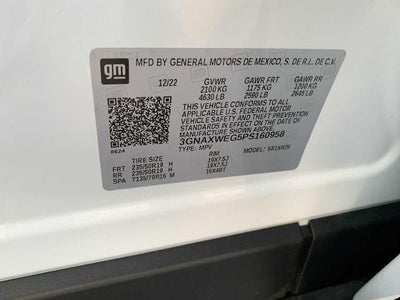 gm MFD BY GENERAL MOTORS DE MEXICO, S. DE R.L. DE C.V.
12/22 GVWR GAWR FRT GAWR RR
2100 KG 1175 KG 1200 KG
4630 LB 2590 LB 2645 LB
THIS VEHICLE CONFORMS TO ALL
APPLICABLE U.S. FEDERAL MOTOR
VEHICLE SAFETY AND THEFT PREVENTION
STANDARDS IN EFFECT ON THE DATE OF
MANUFACTURE SHOWN ABOVE.
3GNAXWEG5PS160958
TYPE: MPV MODEL:
6624
TIRE SIZE RIM
FRT 235/50R19 H 19X7.5J
RR 235/50R19 H 19X7.5J
SPA T135/70R16 M 16X4BT